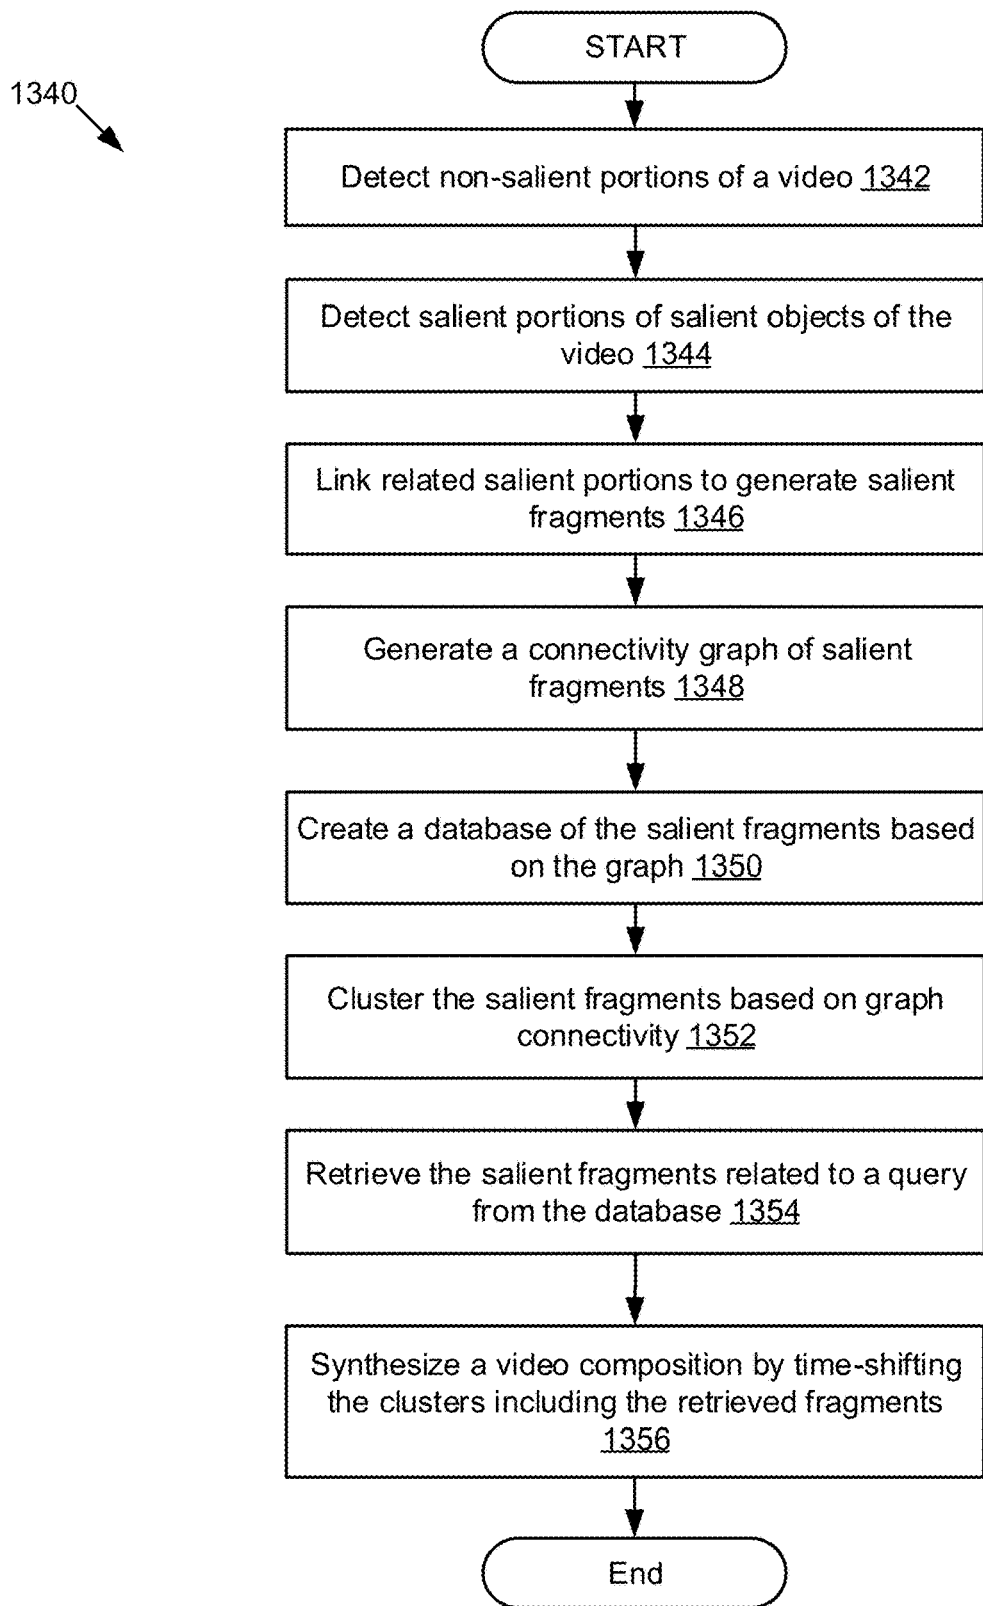 START
1340
Detect non-salient portions of a video 1342
Detect salient portions of salient objects of the
video 1344
Link related salient portions to generate salient
fragments 1346
Generate a connectivity graph of salient
fragments 1348
Create a database of the salient fragments based
on the graph 1350
Cluster the salient fragments based on graph
connectivity 1352
Retrieve the salient fragments related to a query
from the database 1354
Synthesize a video composition by time-shifting
the clusters including the retrieved fragments
1356
End